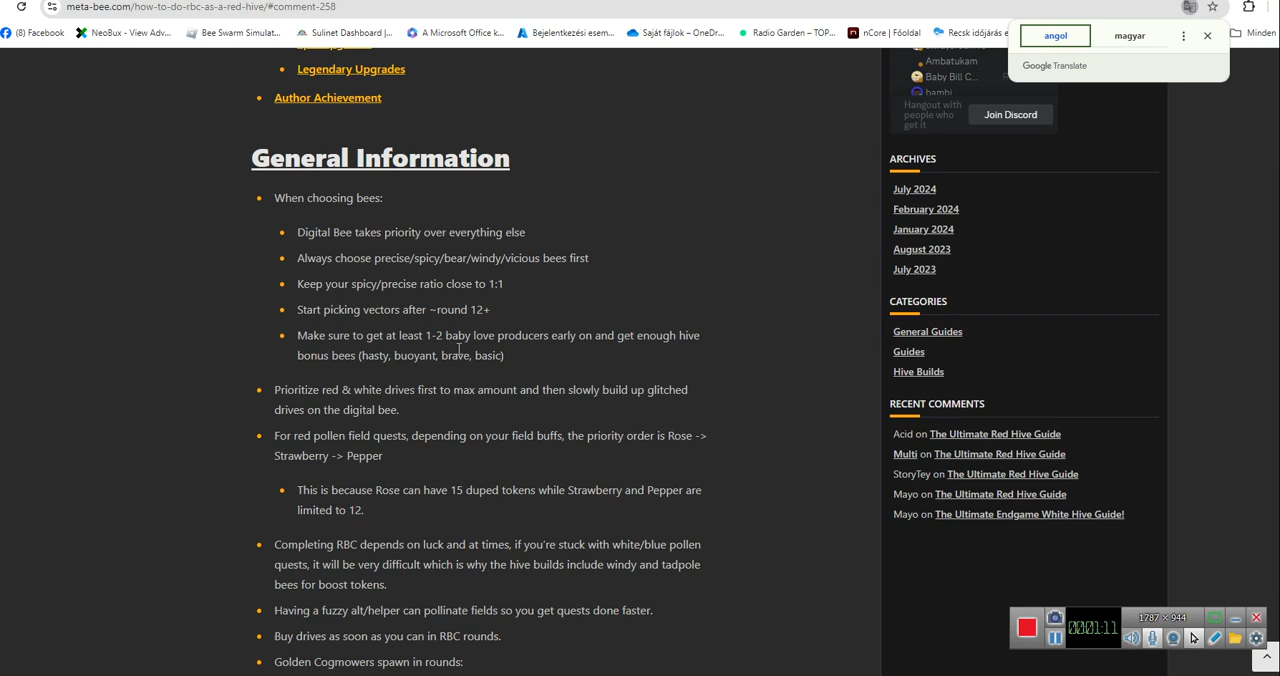 meta-bee.com/how-to-do-rbc-as-a-red-hive/#comment-258
(8) Facebook
NeoBux - View Adv...
Bee Swarm Simulat...
Sulinet Dashboard |...
A Microsoft Office k...
Bejelentkezési esem...
Saját fájlok – OneDr...
Radio Garden – TOP...
nCore | Főoldal
Recsk időjárás e
Minden
angol
magyar
Google Translate
Legendary Upgrades
Author Achievement
General Information
When choosing bees:
Digital Bee takes priority over everything else
Always choose precise/spicy/bear/windy/vicious bees first
Keep your spicy/precise ratio close to 1:1
Start picking vectors after ~round 12+
Make sure to get at least 1-2 baby love producers early on and get enough hive
bonus bees (hasty, buoyant, brave, basic)
Prioritize red & white drives first to max amount and then slowly build up glitched
drives on the digital bee.
For red pollen field quests, depending on your field buffs, the priority order is Rose ->
Strawberry -> Pepper
This is because Rose can have 15 duped tokens while Strawberry and Pepper are
limited to 12.
Completing RBC depends on luck and at times, if you're stuck with white/blue pollen
quests, it will be very difficult which is why the hive builds include windy and tadpole
bees for boost tokens.
Having a fuzzy alt/helper can pollinate fields so you get quests done faster.
Buy drives as soon as you can in RBC rounds.
Golden Cogmowers spawn in rounds:
Ambatukam
Baby Bill C...
bambi
Hangout with
people who
get it
Join Discord
ARCHIVES
July 2024
February 2024
January 2024
August 2023
July 2023
CATEGORIES
General Guides
Guides
Hive Builds
RECENT COMMENTS
Acid on The Ultimate Red Hive Guide
Multi on The Ultimate Red Hive Guide
StoryTey on The Ultimate Red Hive Guide
Mayo on The Ultimate Red Hive Guide
Mayo on The Ultimate Endgame White Hive Guide!
1787 × 944
0001:11